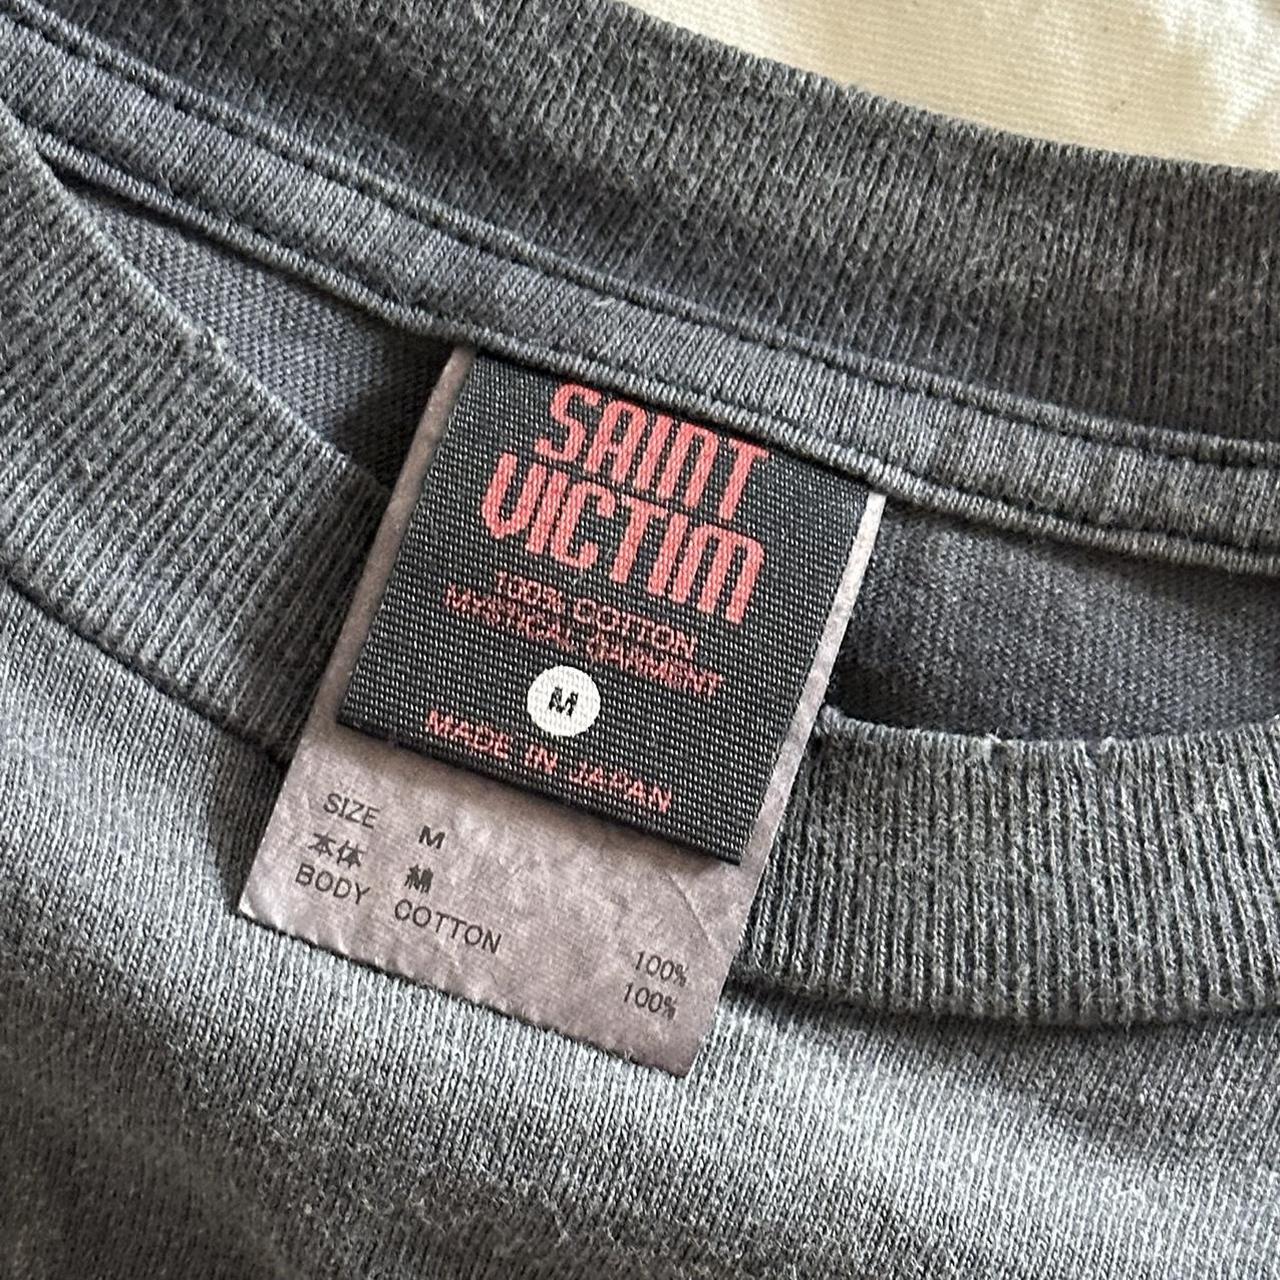 SAINT
VICTIM
100% COTTON
MYSTICAL GARMENT
M
MADE IN JAPAN
SIZE M
本体 綿 100%
BODY COTTON 100%